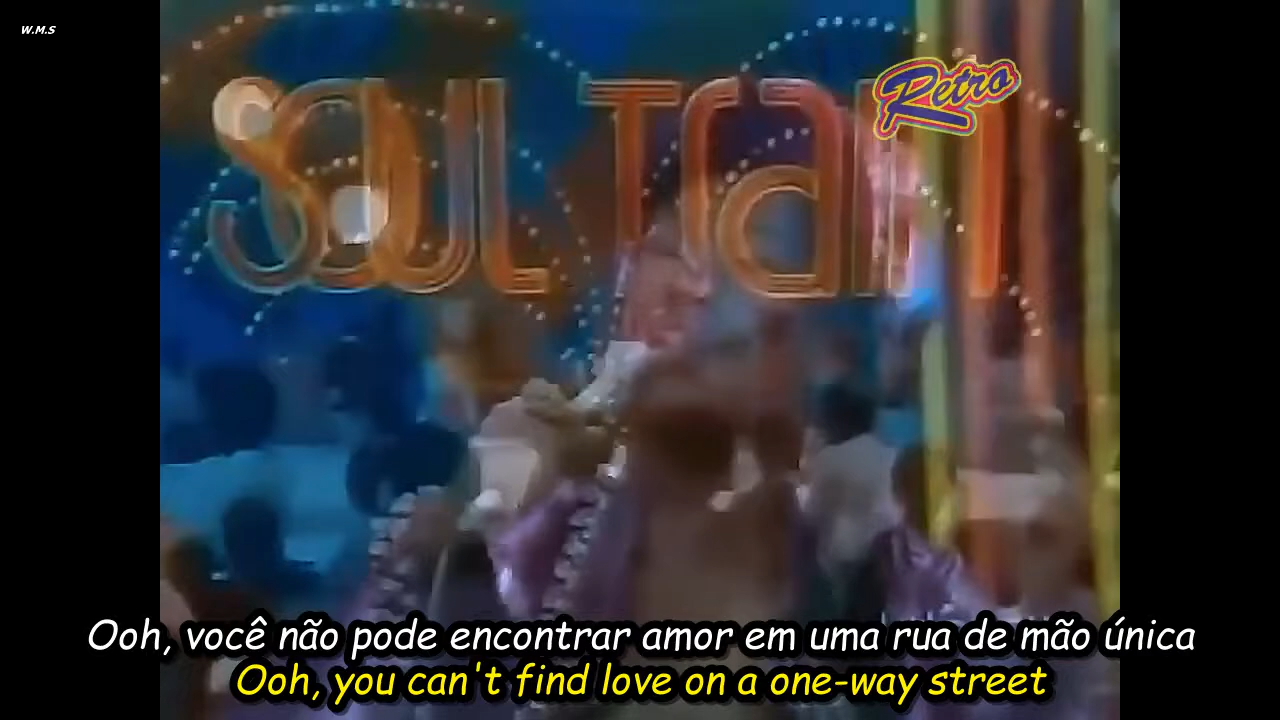 W.M.S
SOUL TRaIN
Retro
Ooh, você não pode encontrar amor em uma rua de mão única
Ooh, you can't find love on a one-way street